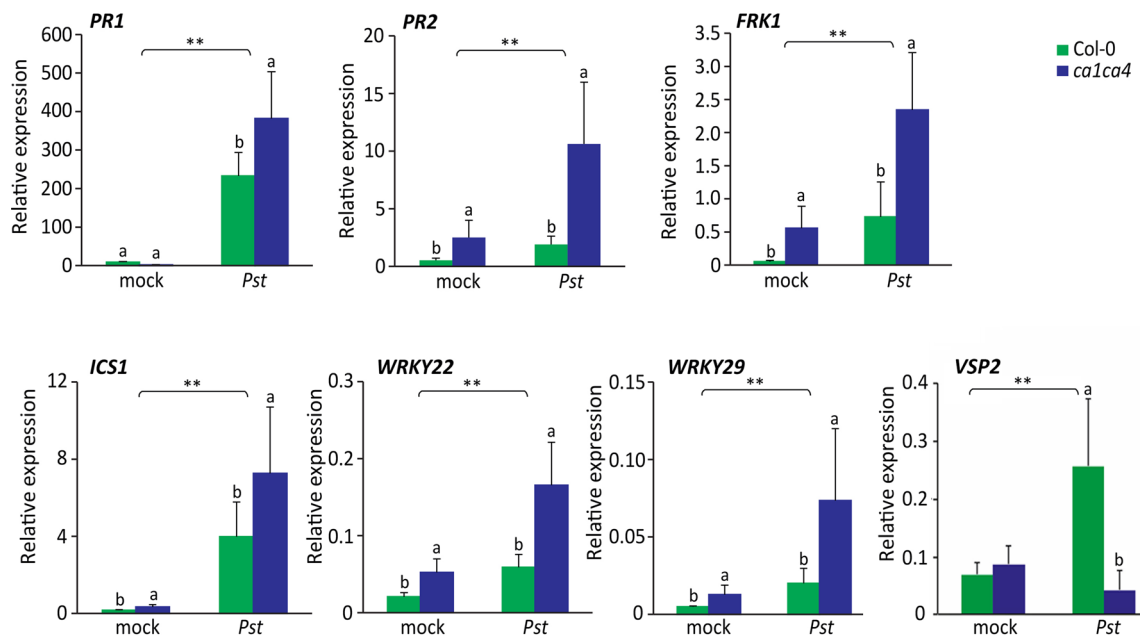 PR1
PR2
FRK1
600
500
400
300
200
100
0
Relative expression
**
a
a
b
a
mock
Pst
20
15
10
5
0
Relative expression
**
b
a
b
a
mock
Pst
3.5
3.0
2.5
2.0
1.5
1.0
0.5
0
Relative expression
**
b
a
b
a
mock
Pst
Col-0
ca1ca4
ICS1
WRKY22
WRKY29
VSP2
12
8
4
0
Relative expression
**
b
a
b
a
mock
Pst
0.3
0.2
0.1
0
Relative expression
**
b
a
b
a
mock
Pst
0.15
0.10
0.05
0
Relative expression
**
b
a
b
a
mock
Pst
0.4
0.3
0.2
0.1
0
Relative expression
**
a
b
mock
Pst